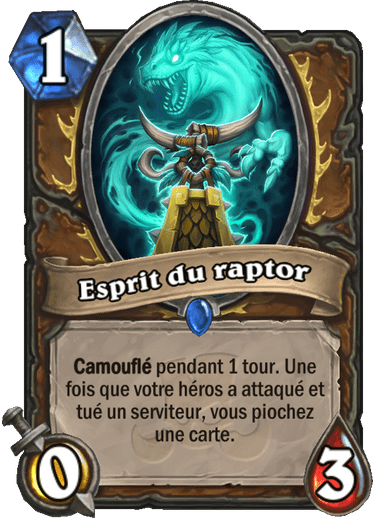 1
Esprit du raptor
Camouflé pendant 1 tour. Une
fois que votre héros a attaqué et
tué un serviteur, vous piochez
une carte.
0
3